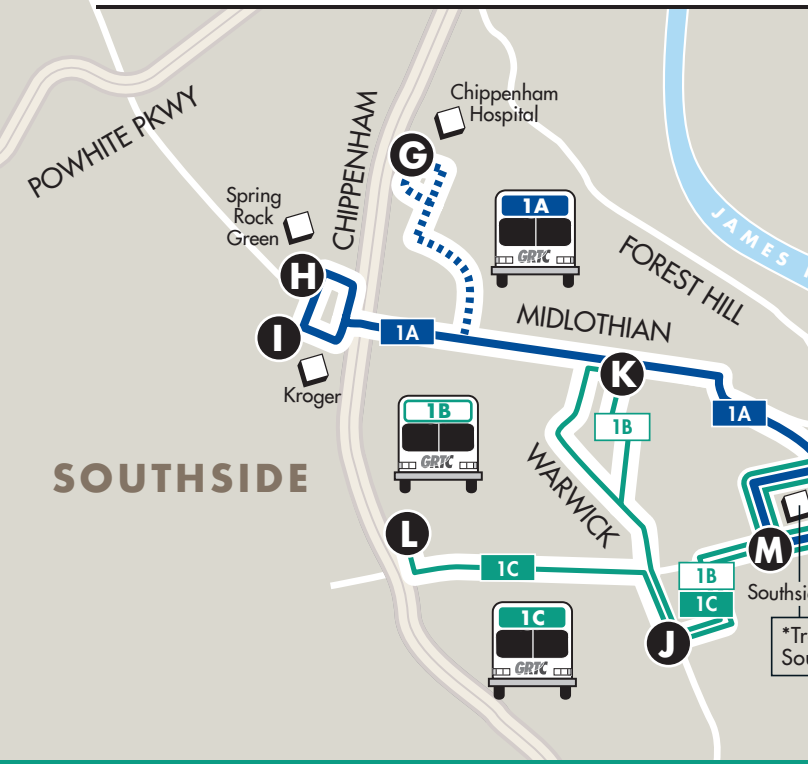 POWHITE PKWY
CHIPPENHAM
Chippenham
Hospital
G
1A
GRTC
JAMES
FOREST HILL
Spring
Rock
Green
H
I
1A
MIDLOTHIAN
Kroger
K
1A
1B
GRTC
1B
WARWICK
SOUTHSIDE
L
1C
M
1B
1C
1C
GRTC
J